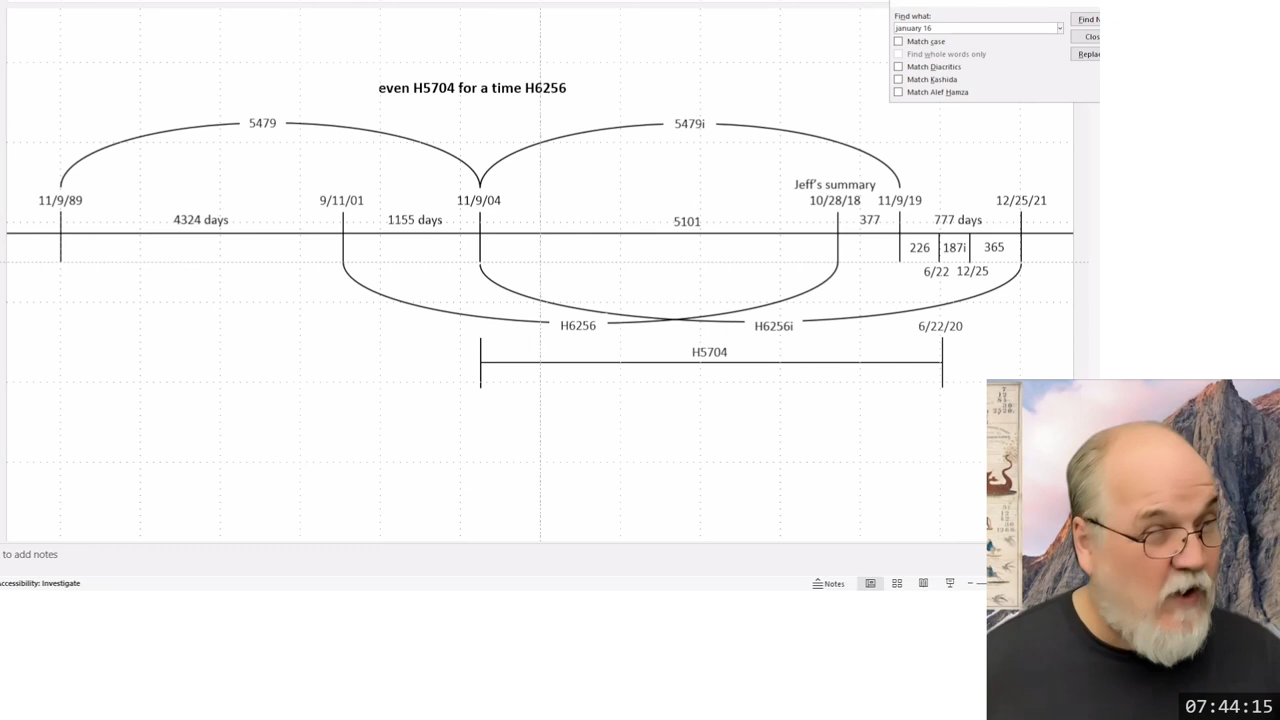 Find what:
january 16
Match case
Find whole words only
Match Diacritics
Match Kashida
Match Alef Hamza
Find N
Clos
Replac
even H5704 for a time H6256
5479
5479i
Jeff's summary
11/9/89
9/11/01
11/9/04
10/28/18
11/9/19
12/25/21
4324 days
1155 days
5101
377
777 days
226
187i
365
6/22
12/25
H6256
H6256i
6/22/20
H5704
to add notes
ccessibility: Investigate
Notes
07:44:15